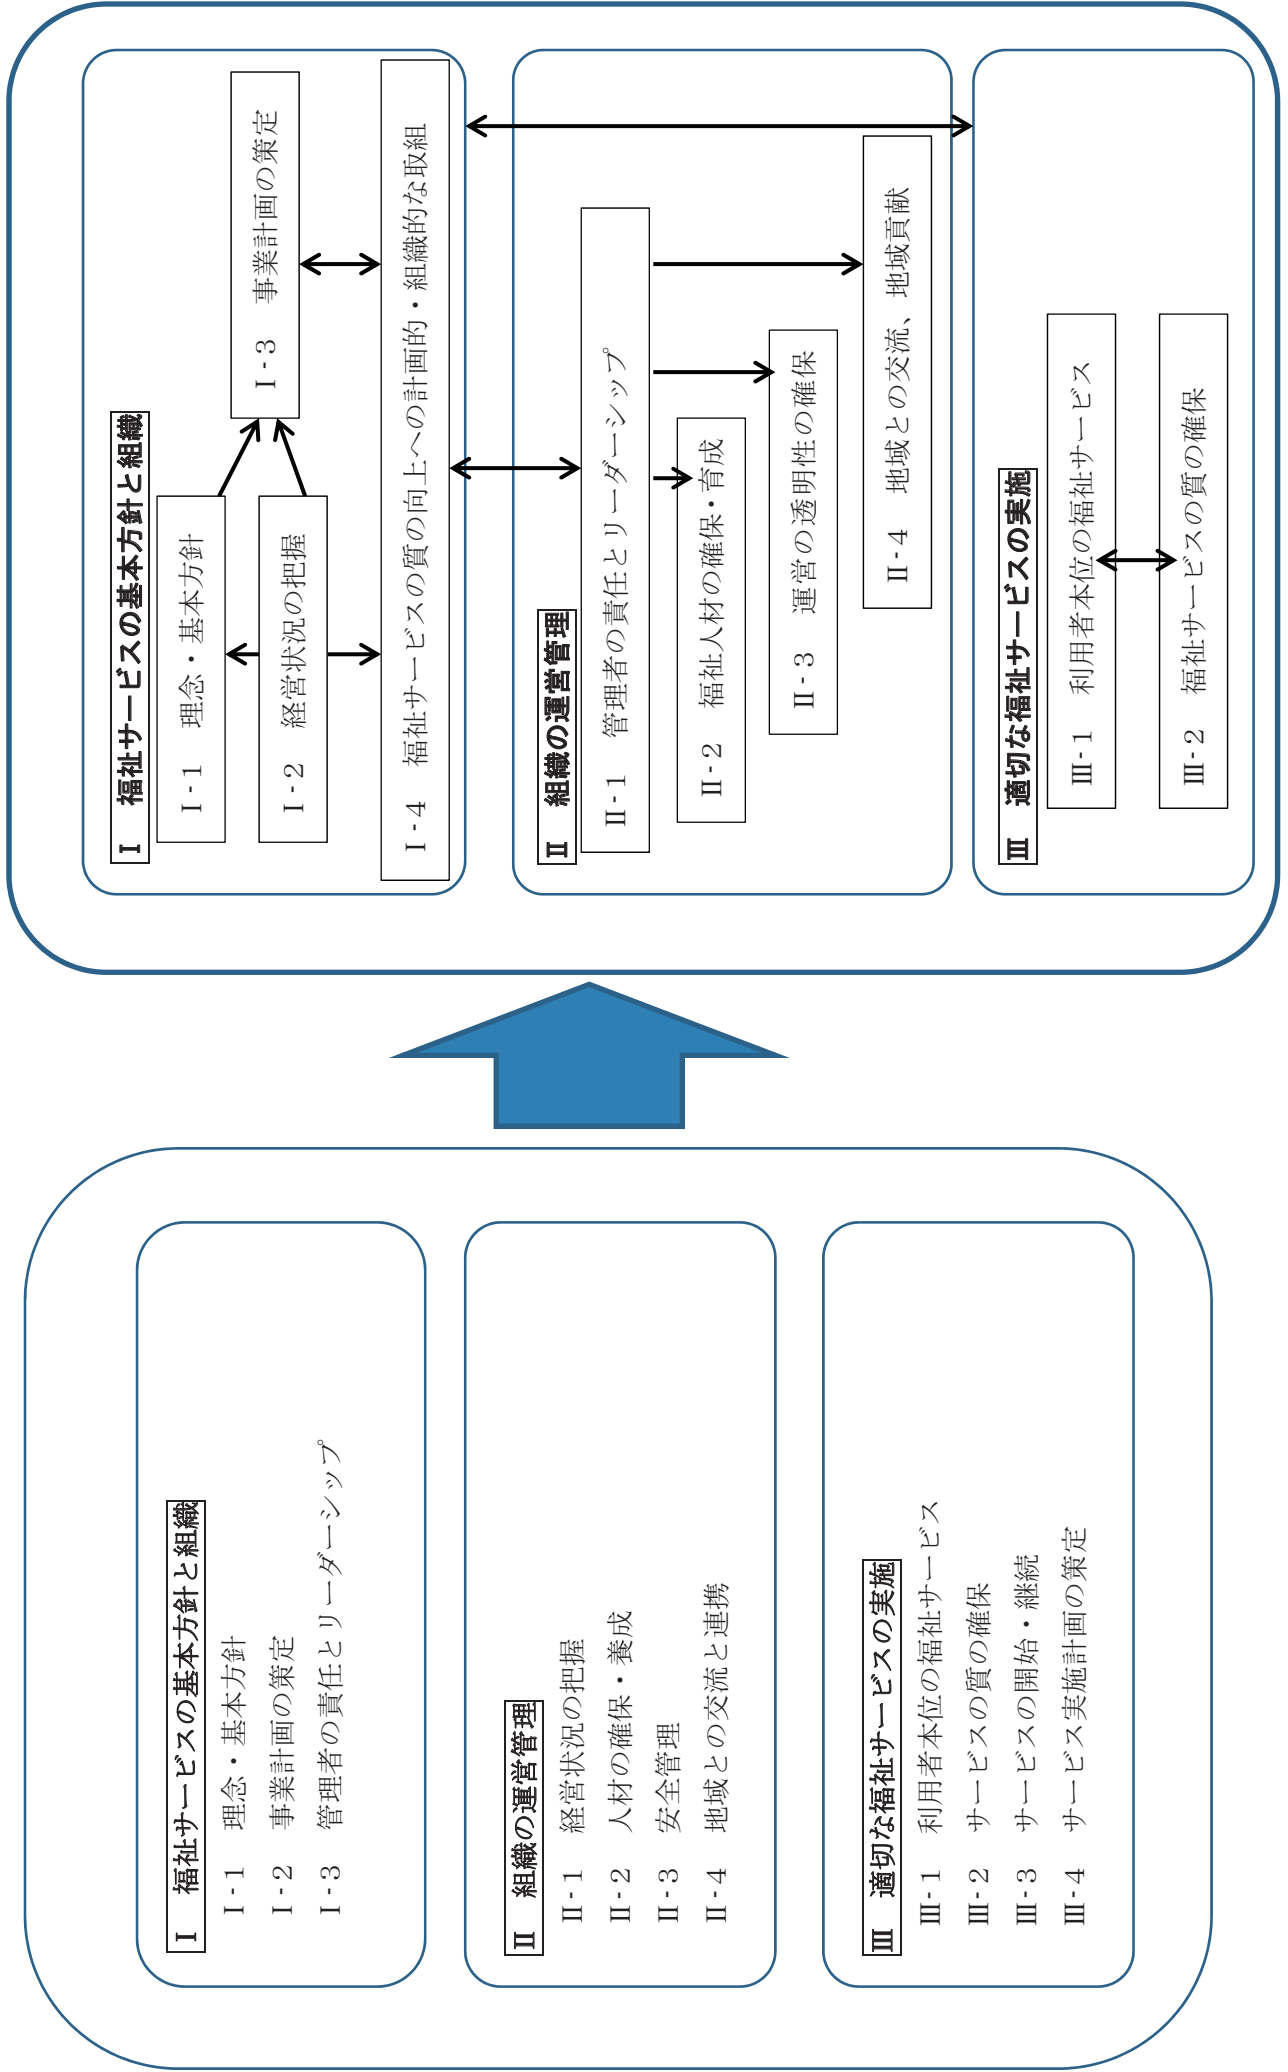 Ⅰ　福祉サービスの基本方針と組織
Ⅰ-１　理念・基本方針
Ⅰ-２　事業計画の策定
Ⅰ-３　管理者の責任とリーダーシップ
Ⅱ　組織の運営管理
Ⅱ-１　経営状況の把握
Ⅱ-２　人材の確保・養成
Ⅱ-３　安全管理
Ⅱ-４　地域との交流と連携
Ⅲ　適切な福祉サービスの実施
Ⅲ-１　利用者本位の福祉サービス
Ⅲ-２　サービスの質の確保
Ⅲ-３　サービスの開始・継続
Ⅲ-４　サービス実施計画の策定
Ⅰ　福祉サービスの基本方針と組織
Ⅰ-１　理念・基本方針
Ⅰ-２　経営状況の把握
Ⅰ-３　事業計画の策定
Ⅰ-４　福祉サービスの質の向上への計画的・組織的な取組
Ⅱ　組織の運営管理
Ⅱ-１　管理者の責任とリーダーシップ
Ⅱ-２　福祉人材の確保・育成
Ⅱ-３　運営の透明性の確保
Ⅱ-４　地域との交流、地域貢献
Ⅲ　適切な福祉サービスの実施
Ⅲ-１　利用者本位の福祉サービス
Ⅲ-２　福祉サービスの質の確保